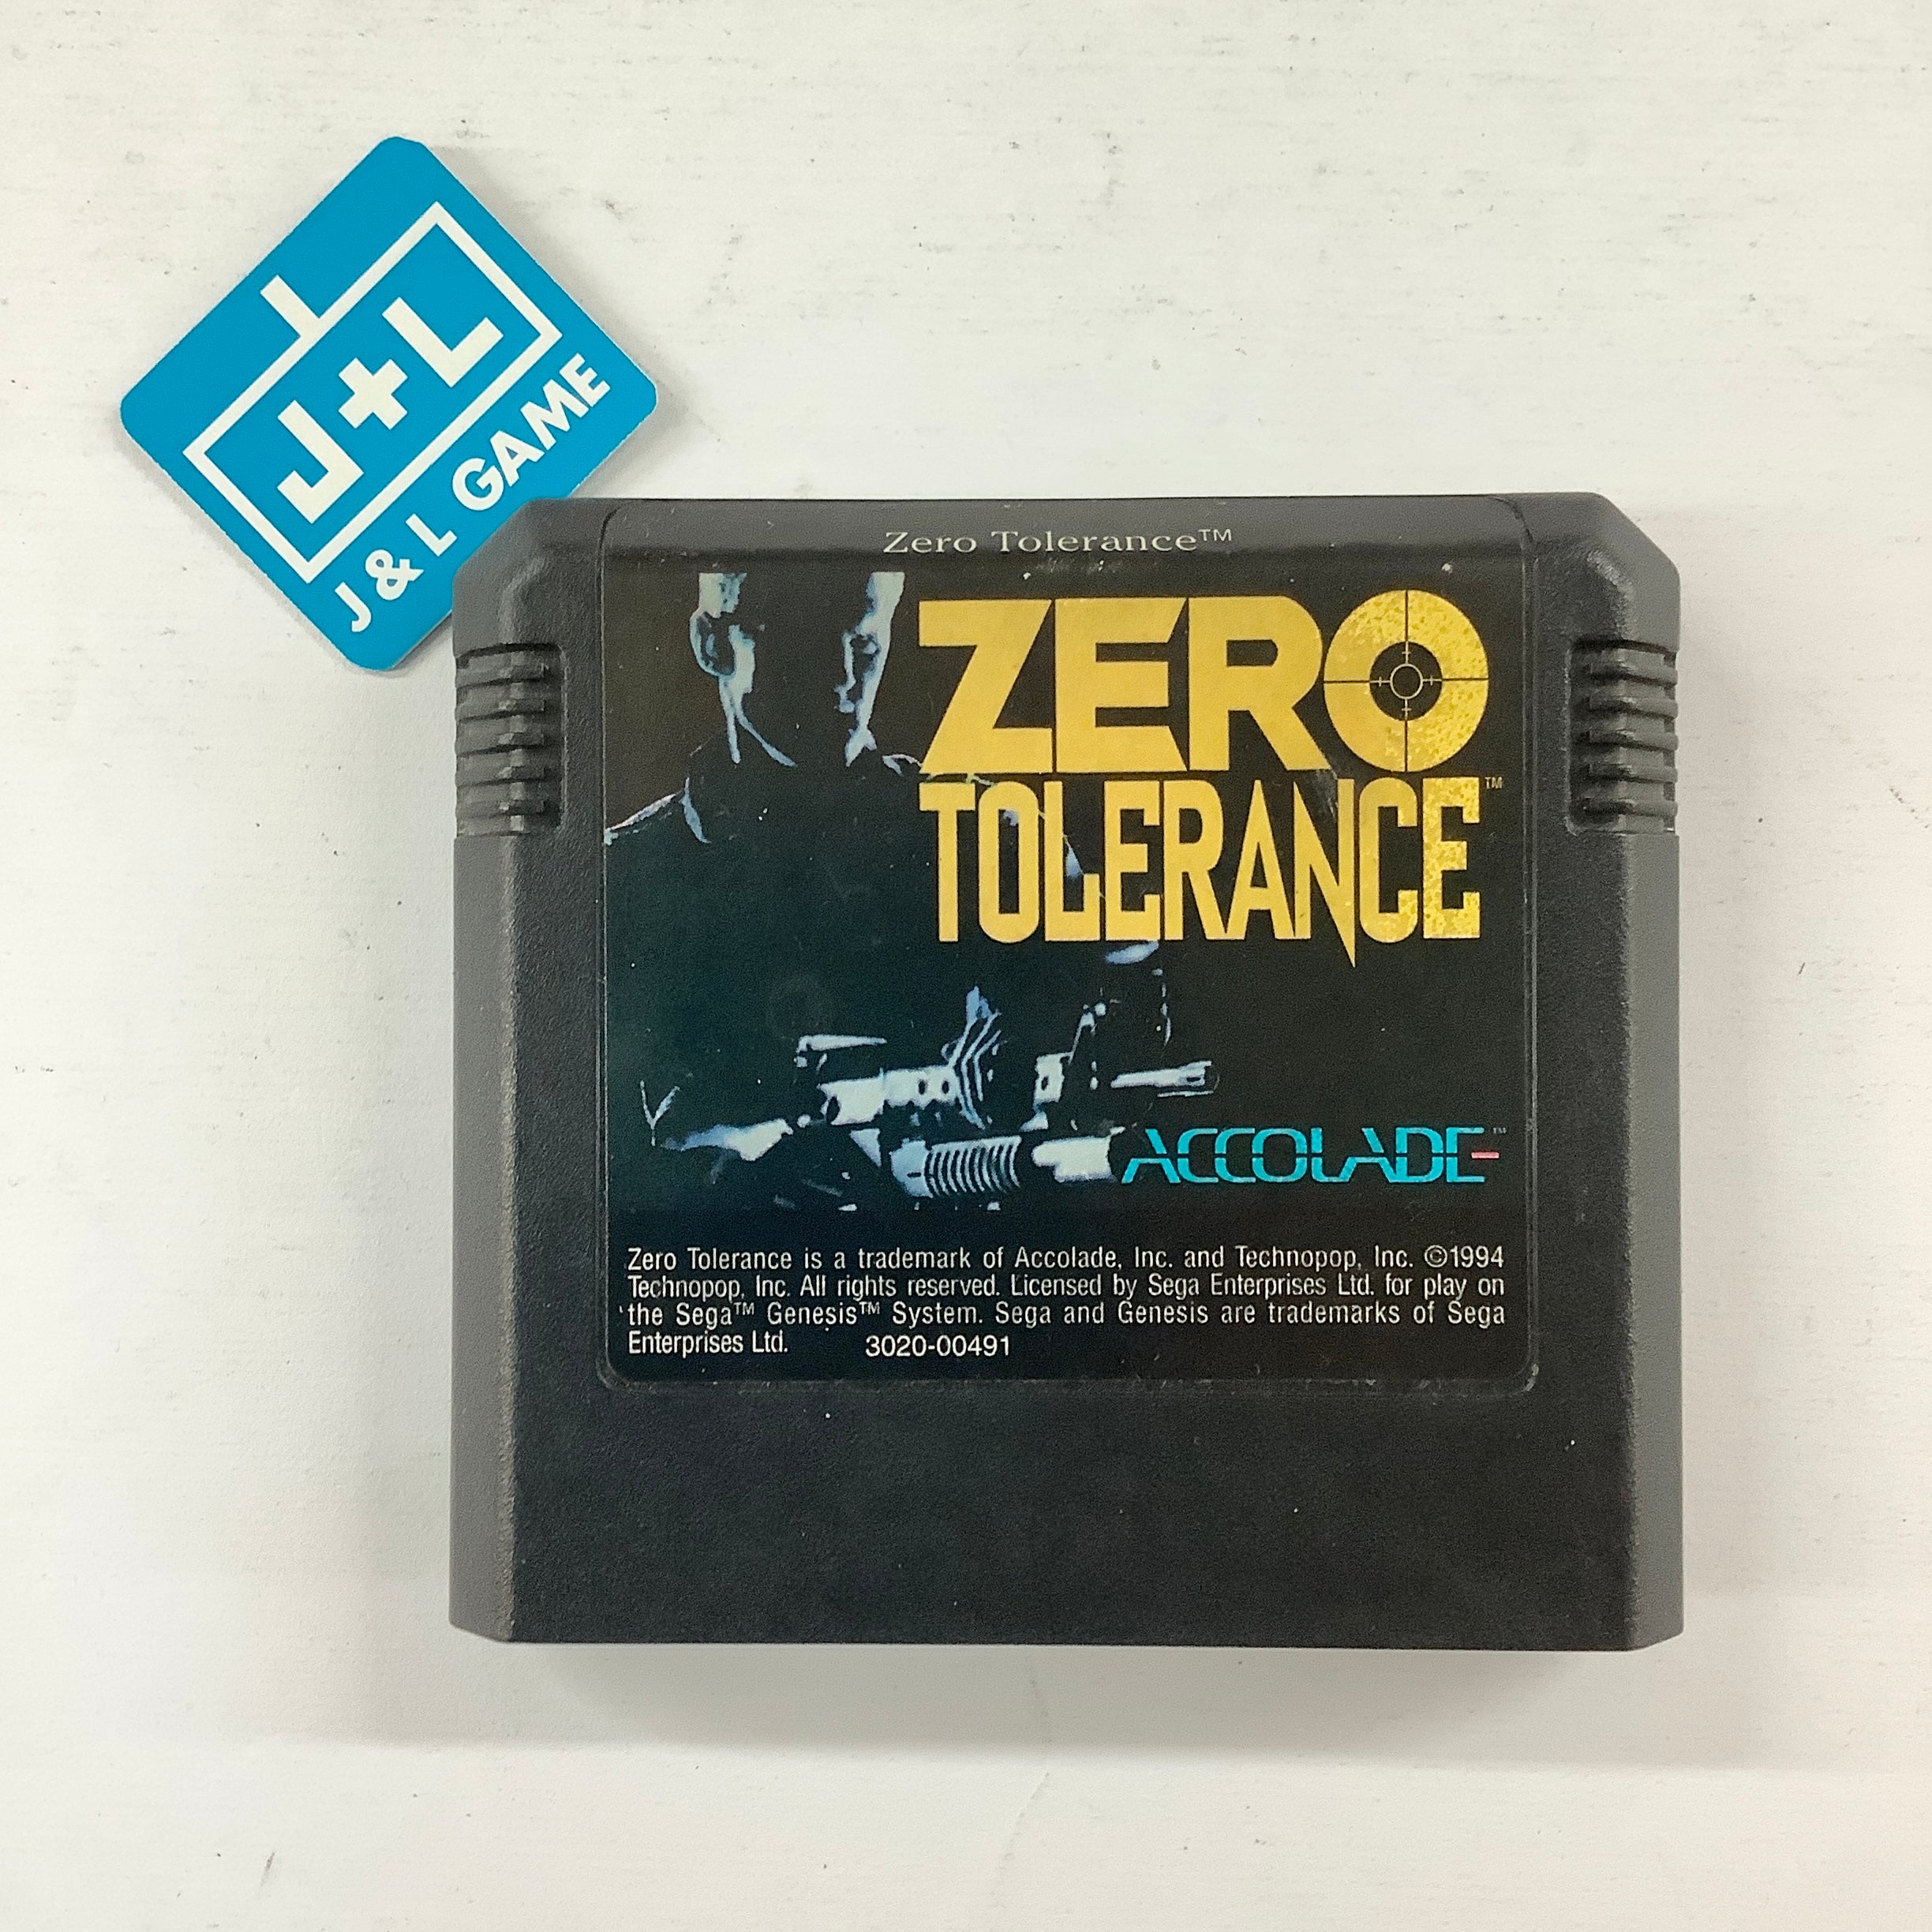 J+L
J & L GAME
Zero Tolerance™
ZERO
TOLERANCE™
ACCOLADE™
Zero Tolerance is a trademark of Accolade, Inc. and Technopop, Inc. ©1994
Technopop, Inc. All rights reserved. Licensed by Sega Enterprises Ltd. for play on
the Sega™ Genesis™ System. Sega and Genesis are trademarks of Sega
Enterprises Ltd. 3020-00491